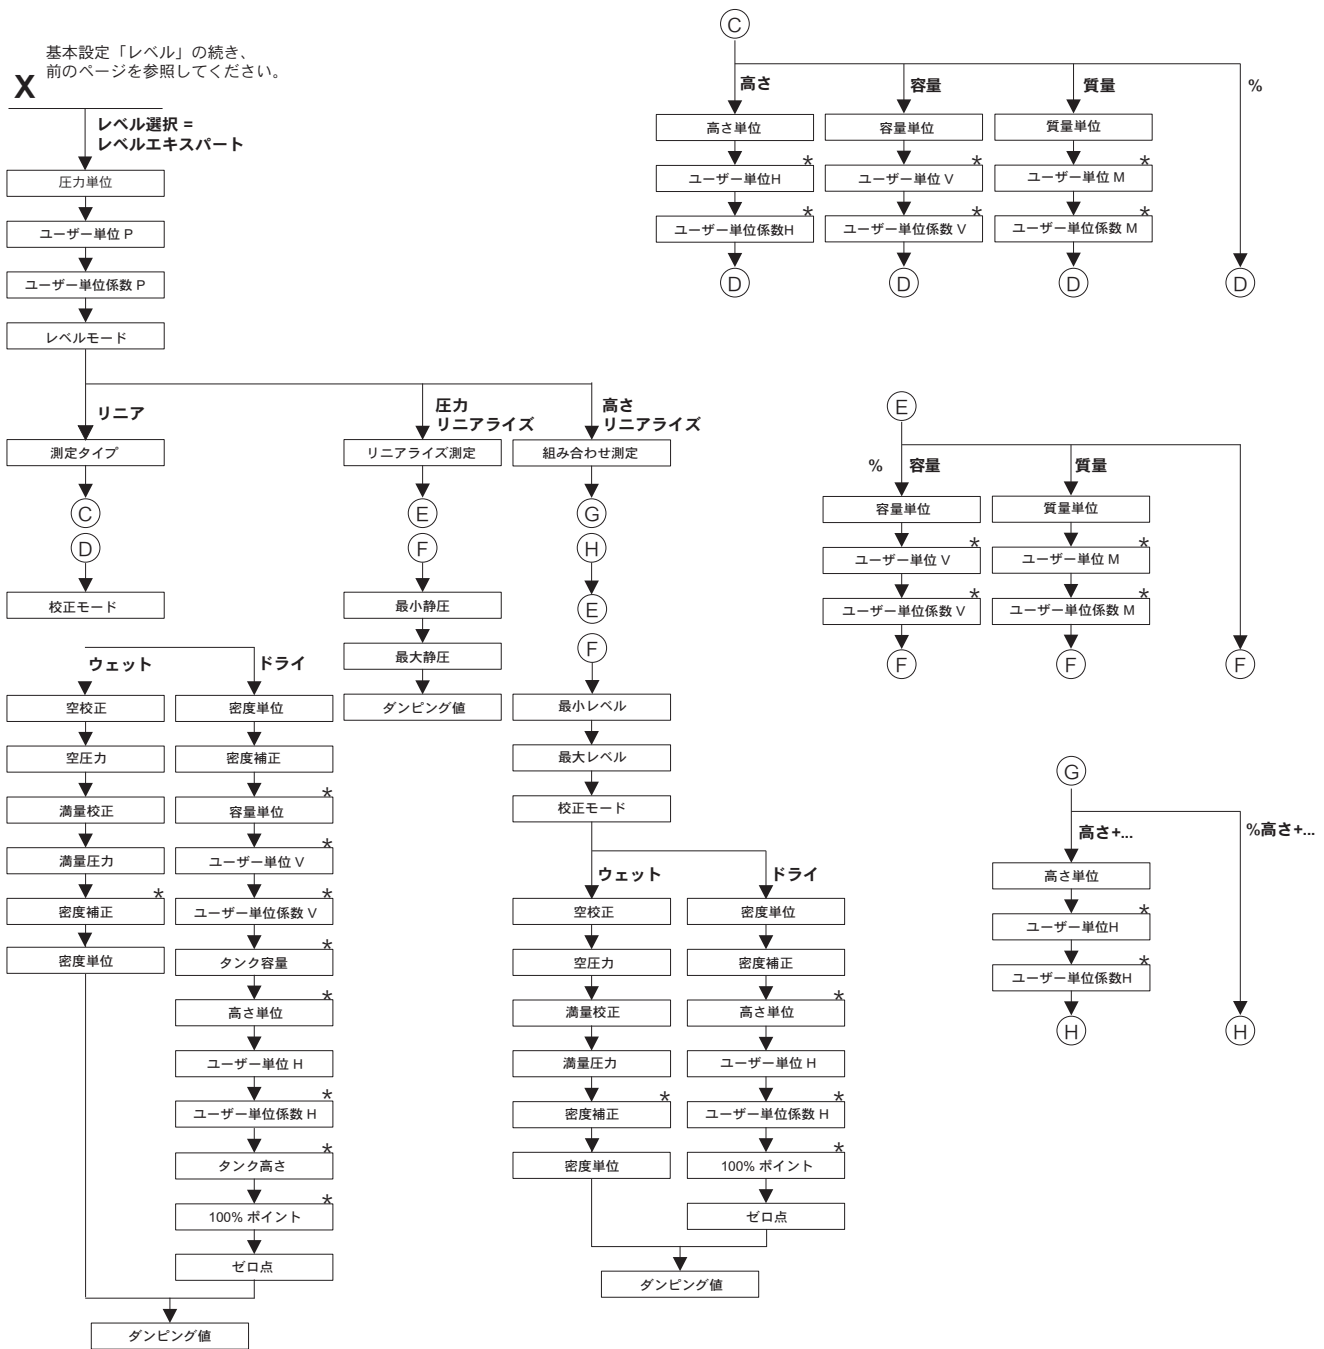 基本設定「レベル」の続き、
前のページを参照してください。
X
レベル選択 =
レベルエキスパート
圧力単位
ユーザー単位 P
ユーザー単位係数 P
レベルモード
リニア
測定タイプ
C
D
校正モード
ウェット
空校正
空圧力
満量校正
満量圧力
密度補正*
密度単位
ドライ
密度単位
密度補正
容量単位*
ユーザー単位 V*
ユーザー単位係数 V*
タンク容量*
高さ単位*
ユーザー単位 H
ユーザー単位係数 H*
タンク高さ*
100% ポイント*
ゼロ点
ダンピング値
圧力
リニアライズ
リニアライズ測定
E
F
最小静圧
最大静圧
ダンピング値
高さ
リニアライズ
組み合わせ測定
G
H
E
F
最小レベル
最大レベル
校正モード
ウェット
空校正
空圧力
満量校正
満量圧力
密度補正*
密度単位
ドライ
密度単位
密度補正
高さ単位*
ユーザー単位 H
ユーザー単位係数 H*
100% ポイント*
ゼロ点
ダンピング値
C
高さ
高さ単位
ユーザー単位H*
ユーザー単位係数H*
D
容量
容量単位
ユーザー単位 V*
ユーザー単位係数 V*
D
質量
質量単位
ユーザー単位 M*
ユーザー単位係数 M*
D
%
D
E
% 容量
容量単位
ユーザー単位 V*
ユーザー単位係数 V*
F
質量
質量単位
ユーザー単位 M*
ユーザー単位係数 M*
F
F
G
高さ+...
高さ単位
ユーザー単位H*
ユーザー単位係数H*
H
%高さ+...
H